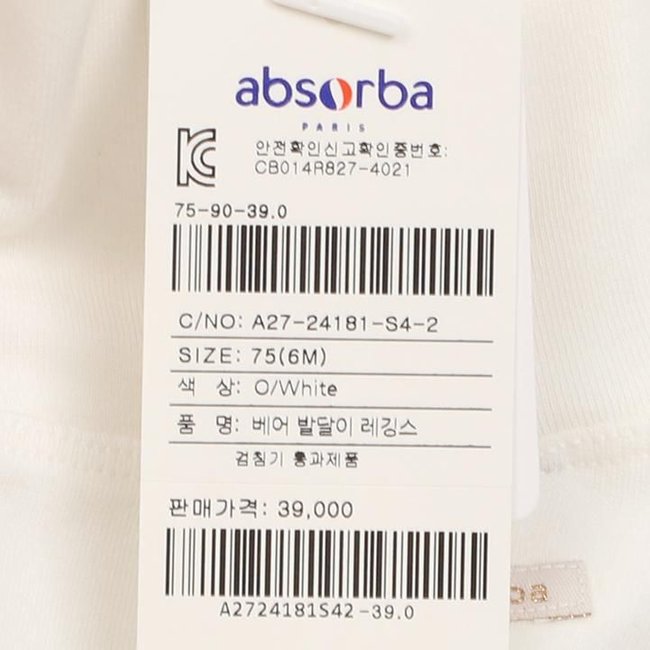 absorba
PARIS
안전확인신고확인증번호:
CB014R827-4021
75-90-39.0
C/NO: A27-24181-S4-2
SIZE: 75(6M)
색 상: O/White
품 명: 베어 발달이 레깅스
검침기 통과제품
판매가격: 39,000
A2724181S42-39.0